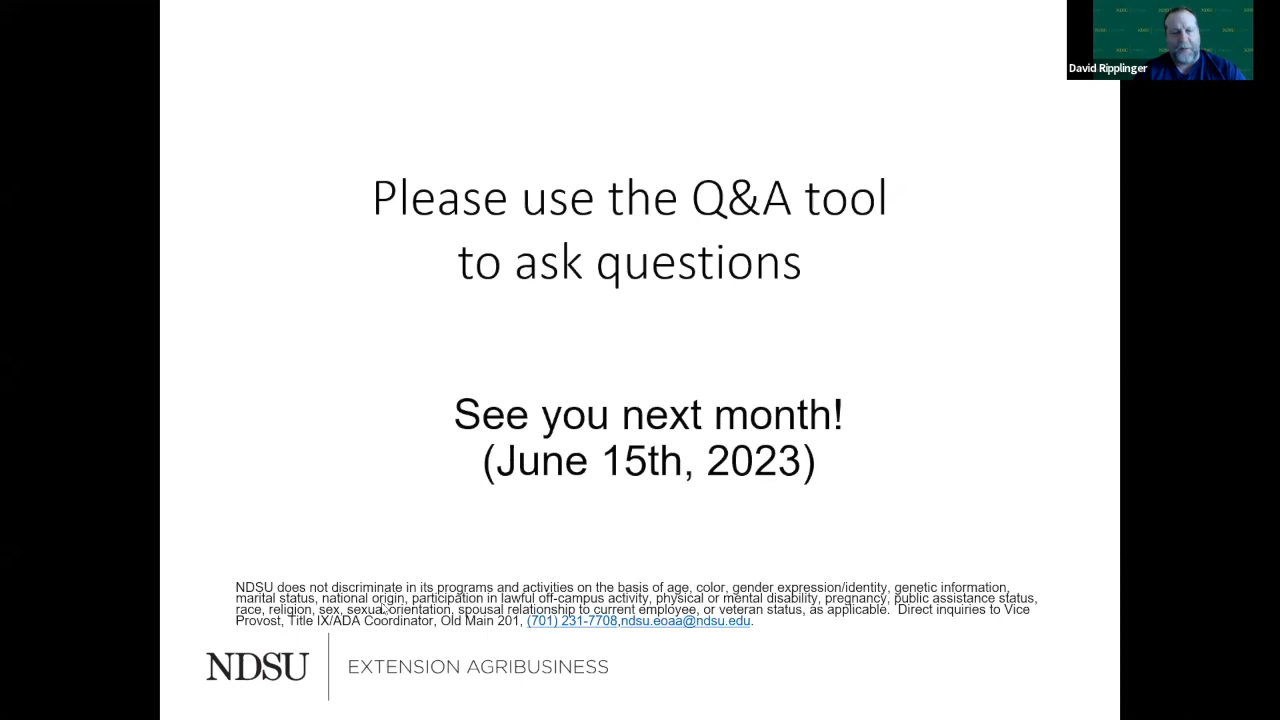 David Ripplinger
Please use the Q&A tool
to ask questions
See you next month!
(June 15th, 2023)
NDSU does not discriminate in its programs and activities on the basis of age, color, gender expression/identity, genetic information,
marital status, national origin, participation in lawful off-campus activity, physical or mental disability, pregnancy, public assistance status,
race, religion, sex, sexual orientation, spousal relationship to current employee, or veteran status, as applicable.  Direct inquiries to Vice
Provost, Title IX/ADA Coordinator, Old Main 201, (701) 231-7708,ndsu.eoaa@ndsu.edu.
NDSU EXTENSION AGRIBUSINESS